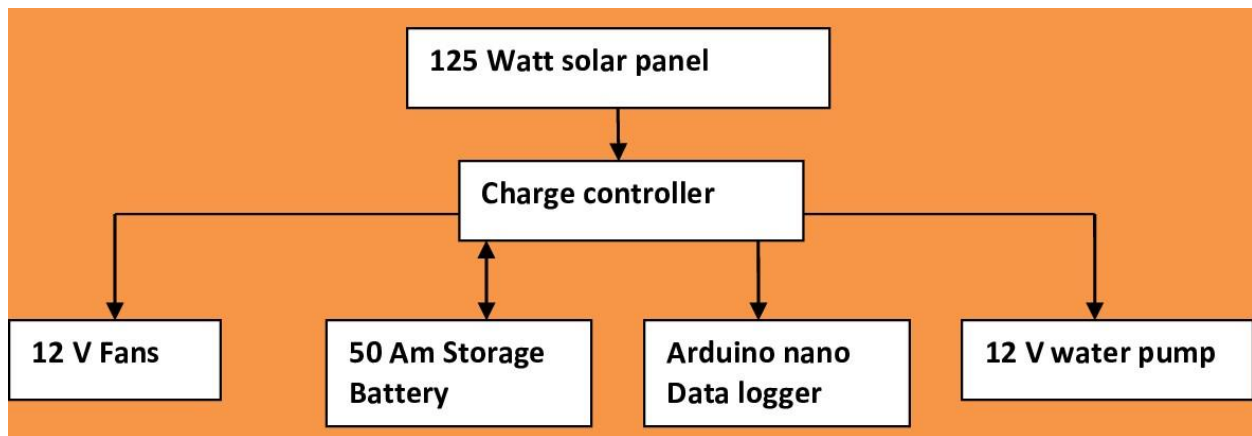 125 Watt solar panel
Charge controller
12 V Fans
50 Am Storage
Battery
Arduino nano
Data logger
12 V water pump